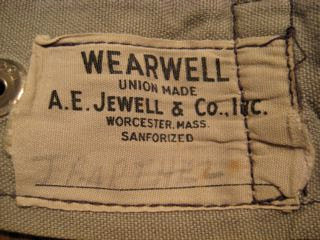 WEARWELL
UNION MADE
A.E. JEWELL & Co., INC.
WORCESTER, MASS.
SANFORIZED